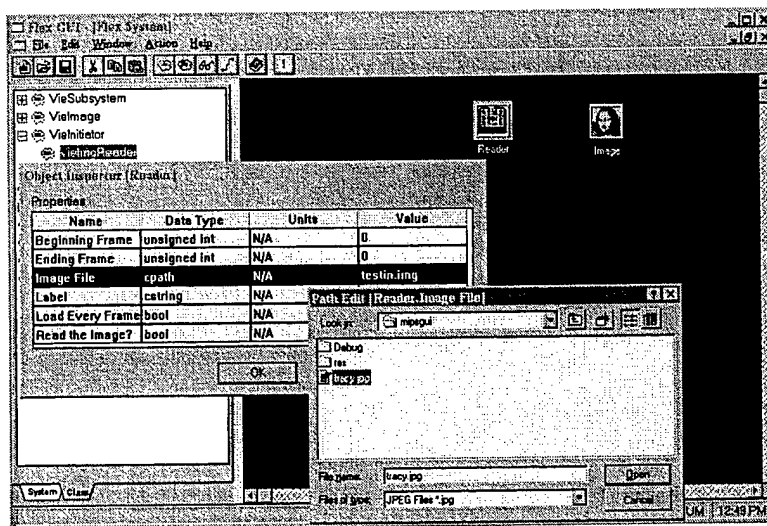 Flex GUI - [Flex System]
File Edit Window Action Help
VieSubsystem
VieImage
VieInitiator
VieImgReader
Reader
Image
Object Inspector [Reader]
Properties
Name Data Type Units Value
Beginning Frame unsigned int N/A 0
Ending Frame unsigned int N/A 0
Image File cpath N/A testin.img
Label cstring N/A
Load Every Frame bool N/A
Read the Image? bool N/A
OK
Path Edit [Reader.Image File]
Look in: mipsgui
Debug
res
tracy.jpg
File name: tracy.jpg
Open
Files of type: JPEG Files *.jpg
Cancel
System Class
UM 12:49 PM